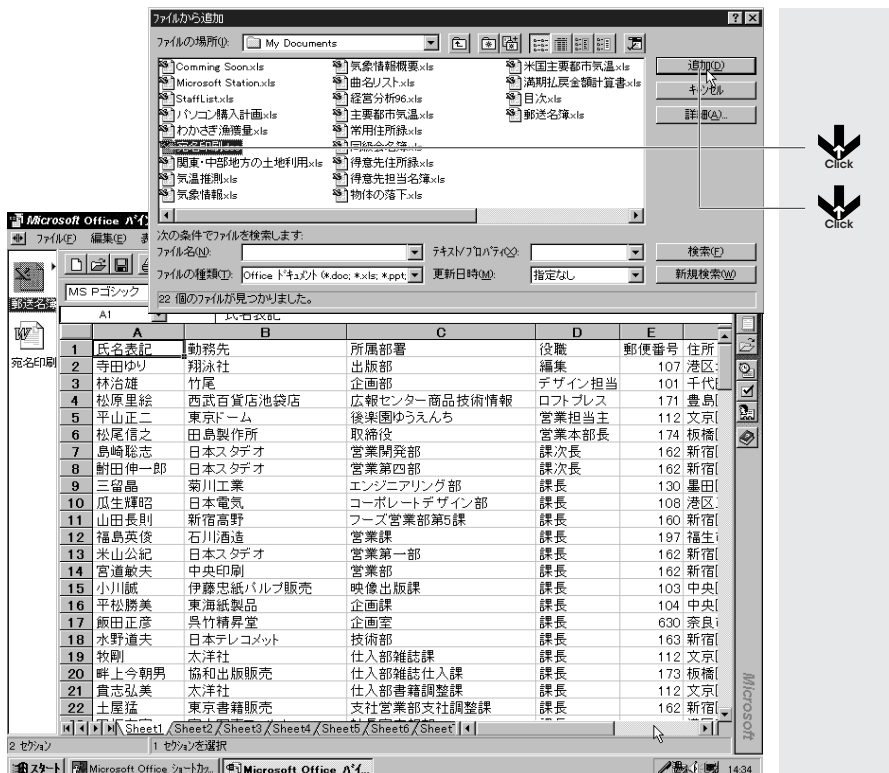 ファイルから追加
ファイルの場所(I):
My Documents
Comming Soon.xls
Microsoft Station.xls
StaffList.xls
パソコン購入計画.xls
わかさぎ漁獲量.xls
宛名印刷.doc
関東・中部地方の土地利用.xls
気温推測.xls
気象情報.xls
気象情報概要.xls
曲名リスト.xls
経営分析96.xls
主要都市気温.xls
常用住所録.xls
同級会名簿.xls
得意先住所録.xls
得意先担当名簿.xls
物体の落下.xls
米国主要都市気温.xls
満期払戻金額計算書.xls
目次.xls
郵送名簿.xls
追加(D)
キャンセル
詳細(A)...
Click
Click
次の条件でファイルを検索します:
ファイル名(N):
テキスト/プロパティ(X):
検索(F)
ファイルの種類(T):
Office ドキュメント (*.doc; *.xls; *.ppt;
更新日時(M):
指定なし
新規検索(W)
22 個のファイルが見つかりました。
Microsoft Office バイン
ファイル(F) 編集(E) 表
MS Pゴシック
郵送名簿
宛名印刷
A1
氏名表記
A B C D E
1 氏名表記 勤務先 所属部署 役職 郵便番号 住所
2 寺田ゆり 翔泳社 出版部 編集 107 港区
3 林治雄 竹尾 企画部 デザイン担当 101 千代
4 松原里絵 西武百貨店池袋店 広報センター商品技術情報 ロフトプレス 171 豊島
5 平山正二 東京ドーム 後楽園ゆうえんち 営業担当主 112 文京
6 松尾信之 田島製作所 取締役 営業本部長 174 板橋
7 島崎聡志 日本スタデオ 営業開発部 課次長 162 新宿
8 鮒田伸一郎 日本スタデオ 営業第四部 課次長 162 新宿
9 三留晶 菊川工業 エンジニアリング部 課長 130 墨田
10 瓜生輝昭 日本電気 コーポレートデザイン部 課長 108 港区
11 山田長則 新宿高野 フーズ営業部第5課 課長 160 新宿
12 福島英俊 石川酒造 営業課 課長 197 福生
13 米山公紀 日本スタデオ 営業第一部 課長 162 新宿
14 宮道敏夫 中央印刷 営業部 課長 162 新宿
15 小川誠 伊藤忠紙パルプ販売 映像出版課 課長 103 中央
16 平松勝美 東海紙製品 企画課 課長 104 中央
17 飯田正彦 呉竹精昇堂 企画室 課長 630 奈良
18 水野道夫 日本テレコメット 技術部 課長 163 新宿
19 牧剛 太洋社 仕入部雑誌課 課長 112 文京
20 畔上今朝男 協和出版販売 仕入部雑誌仕入課 課長 173 板橋
21 貴志弘美 太洋社 仕入部書籍調整課 課長 112 文京
22 土屋猛 東京書籍販売 支社営業部支社調整課 課長 162 新宿
Sheet1 Sheet2 Sheet3 Sheet4 Sheet5 Sheet6 Sheet
Microsoft
2 セクション
1 セクションを選択
スタート
Microsoft Office ショートカッ..
Microsoft Office バイ...
14:34